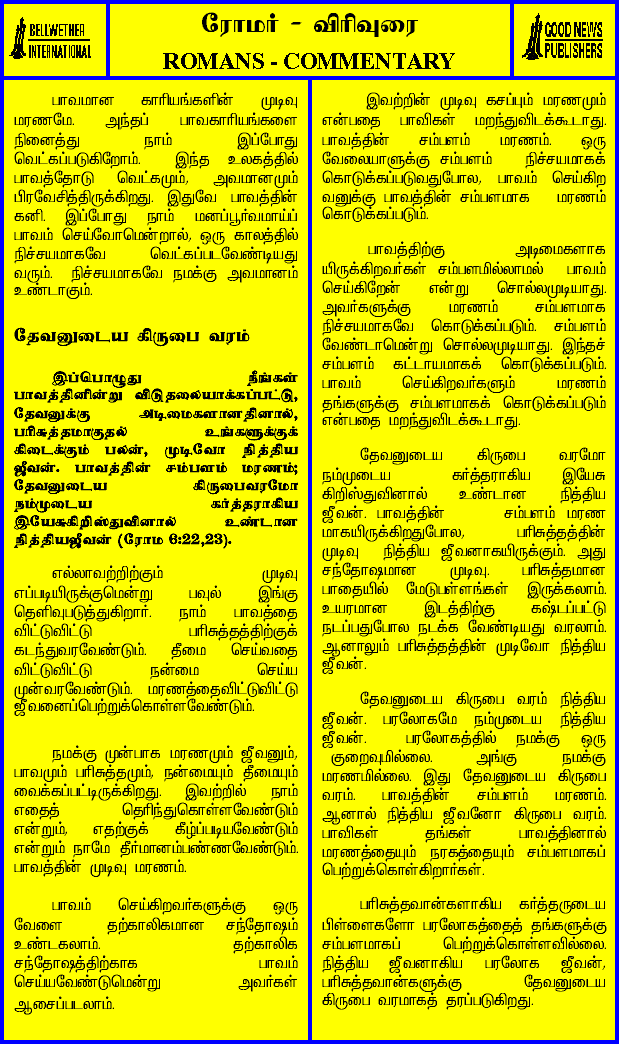 BELLWETHER
INTERNATIONAL
ரோமர் - விரிவுரை
ROMANS - COMMENTARY
GOOD NEWS
PUBLISHERS
பாவமான காரியங்களின் முடிவு
மரணமே. அந்தப் பாவகாரியங்களை
நினைத்து நாம் இப்போது
வெட்கப்படுகிறோம். இந்த உலகத்தில்
பாவத்தோடு வெட்கமும், அவமானமும்
பிரவேசித்திருக்கிறது. இதுவே பாவத்தின்
கனி. இப்போது நாம் மனப்பூர்வமாய்ப்
பாவம் செய்வோமென்றால், ஒரு காலத்தில்
நிச்சயமாகவே வெட்கப்படவேண்டியது
வரும். நிச்சயமாகவே நமக்கு அவமானம்
உண்டாகும்.
தேவனுடைய கிருபை வரம்
இப்பொழுது நீங்கள்
பாவத்தினின்று விடுதலையாக்கப்பட்டு,
தேவனுக்கு அடிமைகளானதினால்,
பரிசுத்தமாகுதல் உங்களுக்குக்
கிடைக்கும் பலன், முடிவோ நித்திய
ஜீவன். பாவத்தின் சம்பளம் மரணம்;
தேவனுடைய கிருபைவரமோ
நம்முடைய கர்த்தராகிய
இயேசுகிறிஸ்துவினால் உண்டான
நித்தியஜீவன் (ரோம 6:22,23).
எல்லாவற்றிற்கும் முடிவு
எப்படியிருக்குமென்று பவுல் இங்கு
தெளிவுபடுத்துகிறார். நாம் பாவத்தை
விட்டுவிட்டு பரிசுத்தத்திற்குக்
கடந்துவரவேண்டும். தீமை செய்வதை
விட்டுவிட்டு நன்மை செய்ய
முன்வரவேண்டும். மரணத்தைவிட்டுவிட்டு
ஜீவனைப்பெற்றுக்கொள்ளவேண்டும்.
நமக்கு முன்பாக மரணமும் ஜீவனும்,
பாவமும் பரிசுத்தமும், நன்மையும் தீமையும்
வைக்கப்பட்டிருக்கிறது. இவற்றில் நாம்
எதைத் தெரிந்துகொள்ளவேண்டும்
என்றும், எதற்குக் கீழ்ப்படியவேண்டும்
என்றும் நாமே தீர்மானம்பண்ணவேண்டும்.
பாவத்தின் முடிவு மரணம்.
பாவம் செய்கிறவர்களுக்கு ஒரு
வேளை தற்காலிகமான சந்தோஷம்
உண்டகலாம். தற்காலிக
சந்தோஷத்திற்காக பாவம்
செய்யவேண்டுமென்று அவர்கள்
ஆசைப்படலாம்.
இவற்றின் முடிவு கசப்பும் மரணமும்
என்பதை பாவிகள் மறந்துவிடக்கூடாது.
பாவத்தின் சம்பளம் மரணம். ஒரு
வேலையாளுக்கு சம்பளம் நிச்சயமாகக்
கொடுக்கப்படுவதுபோல, பாவம் செய்கிற
வனுக்கு பாவத்தின் சம்பளமாக மரணம்
கொடுக்கப்படும்.
பாவத்திற்கு அடிமைகளாக
யிருக்கிறவர்கள் சம்பளமில்லாமல் பாவம்
செய்கிறேன் என்று சொல்லமுடியாது.
அவர்களுக்கு மரணம் சம்பளமாக
நிச்சயமாகவே கொடுக்கப்படும். சம்பளம்
வேண்டாமென்று சொல்லமுடியாது. இந்தச்
சம்பளம் கட்டாயமாகக் கொடுக்கப்படும்.
பாவம் செய்கிறவர்களும் மரணம்
தங்களுக்கு சம்பளமாகக் கொடுக்கப்படும்
என்பதை மறந்துவிடக்கூடாது.
தேவனுடைய கிருபை வரமோ
நம்முடைய கர்த்தராகிய இயேசு
கிறிஸ்துவினால் உண்டான நித்திய
ஜீவன். பாவத்தின் சம்பளம் மரண
மாகயிருக்கிறதுபோல, பரிசுத்தத்தின்
முடிவு நித்திய ஜீவனாகயிருக்கும். அது
சந்தோஷமான முடிவு. பரிசுத்தமான
பாதையில் மேடுபள்ளங்கள் இருக்கலாம்.
உயரமான இடத்திற்கு கஷ்டப்பட்டு
நடப்பதுபோல நடக்க வேண்டியது வரலாம்.
ஆனாலும் பரிசுத்தத்தின் முடிவோ நித்திய
ஜீவன்.
தேவனுடைய கிருபை வரம் நித்திய
ஜீவன். பரலோகமே நம்முடைய நித்திய
ஜீவன். பரலோகத்தில் நமக்கு ஒரு
குறைவுமில்லை. அங்கு நமக்கு
மரணமில்லை. இது தேவனுடைய கிருபை
வரம். பாவத்தின் சம்பளம் மரணம்.
ஆனால் நித்திய ஜீவனோ கிருபை வரம்.
பாவிகள் தங்கள் பாவத்தினால்
மரணத்தையும் நரகத்தையும் சம்பளமாகப்
பெற்றுக்கொள்கிறார்கள்.
பரிசுத்தவான்களாகிய கர்த்தருடைய
பிள்ளைகளோ பரலோகத்தைத் தங்களுக்கு
சம்பளமாகப் பெற்றுக்கொள்ளவில்லை.
நித்திய ஜீவனாகிய பரலோக ஜீவன்,
பரிசுத்தவான்களுக்கு தேவனுடைய
கிருபை வரமாகத் தரப்படுகிறது.